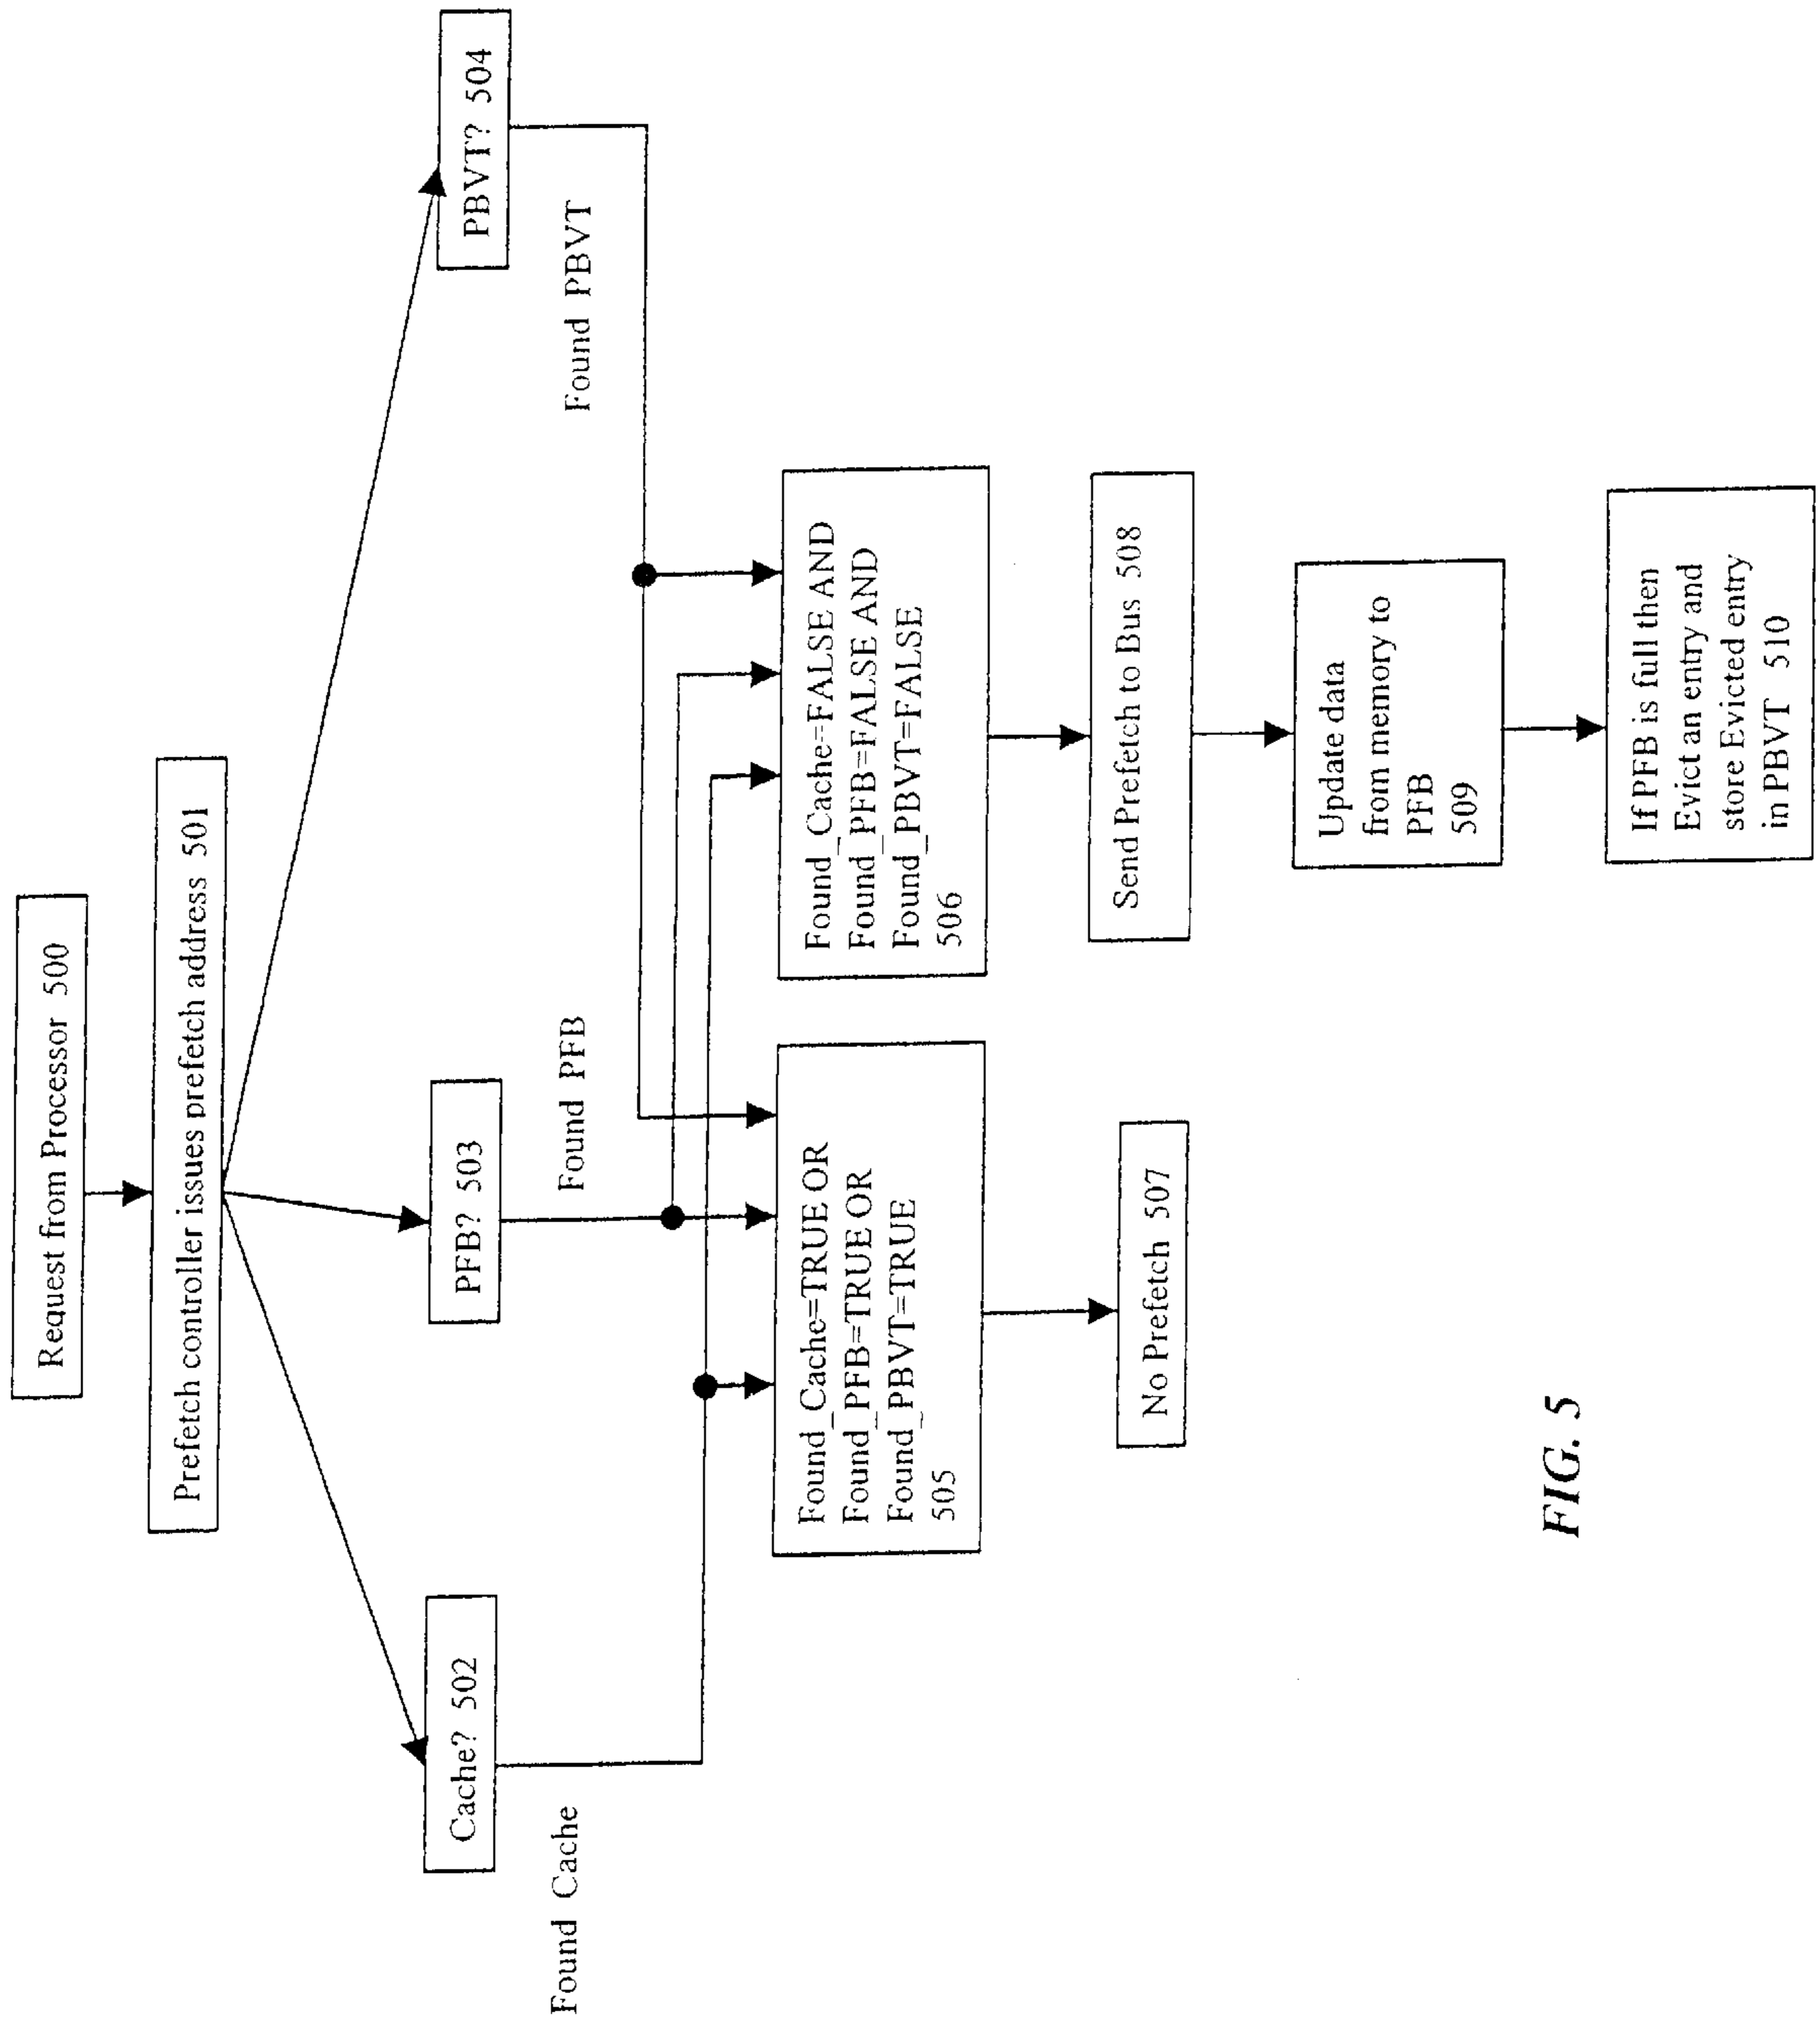 Request from Processor 500
Prefetch controller issues prefetch address 501
Cache? 502
PFB? 503
PBVT? 504
Found Cache
Found PFB
Found PBVT
Found_Cache=TRUE OR
Found_PFB=TRUE OR
Found_PBVT=TRUE
505
Found_Cache=FALSE AND
Found_PFB=FALSE AND
Found_PBVT=FALSE
506
No Prefetch 507
Send Prefetch to Bus 508
Update data
from memory to
PFB
509
If PFB is full then
Evict an entry and
store Evicted entry
in PBVT 510
FIG. 5